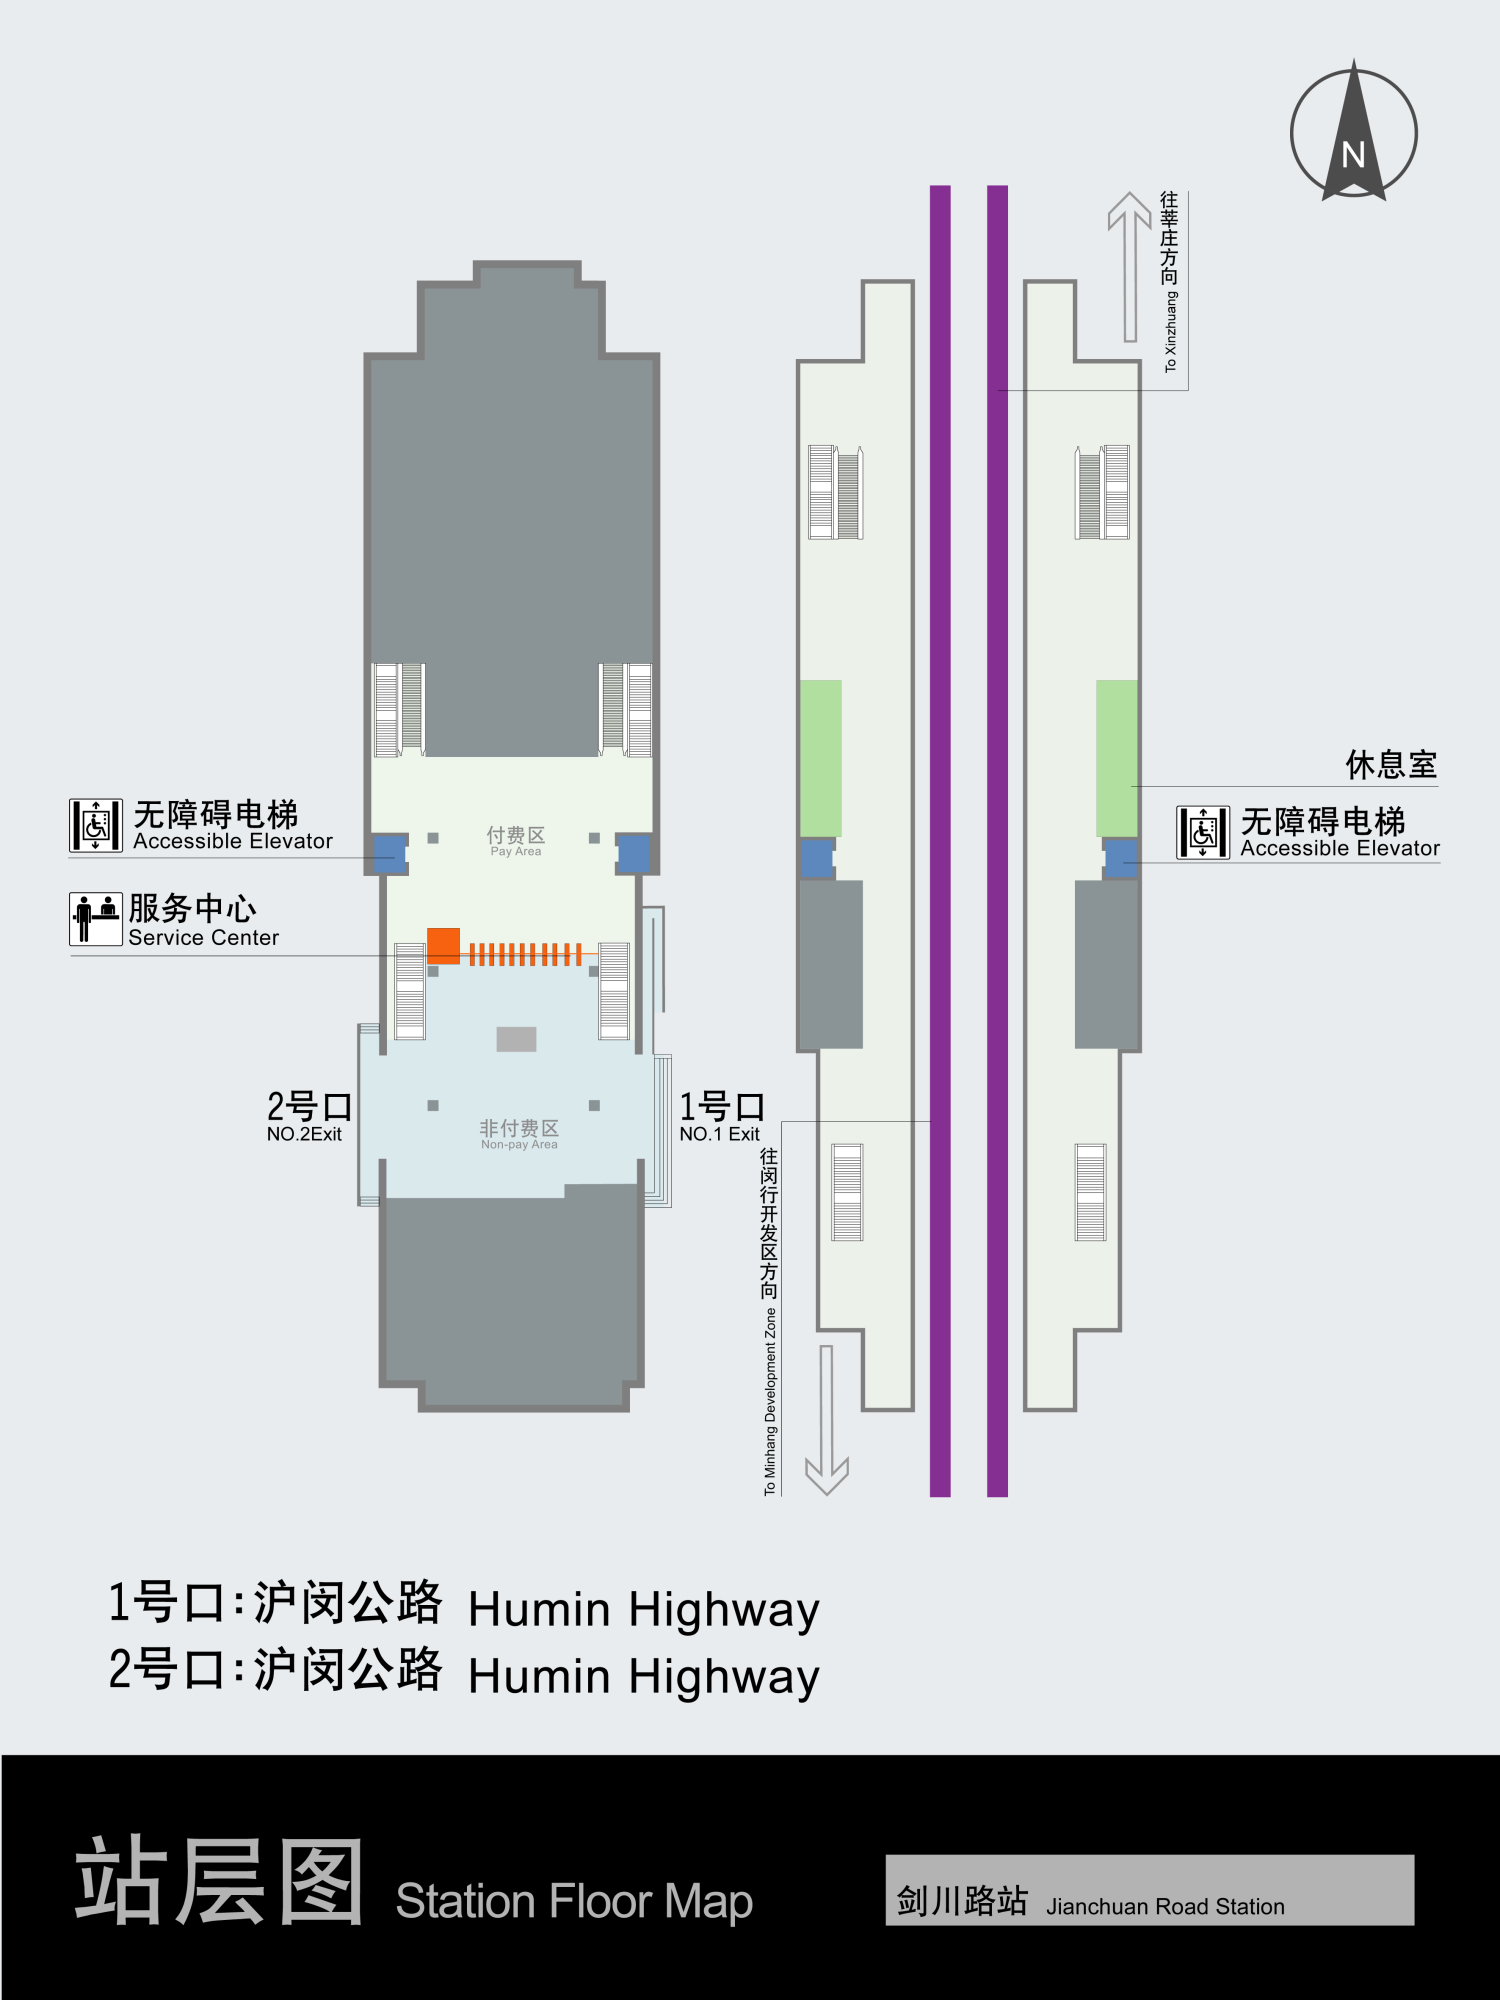 N
往莘庄方向 To Xinzhuang
休息室
无障碍电梯
Accessible Elevator
无障碍电梯
Accessible Elevator
付费区
Pay Area
服务中心
Service Center
2号口
NO.2Exit
1号口
NO.1 Exit
非付费区
Non-pay Area
往闵行开发区方向 To Minhang Development Zone
1号口:沪闵公路 Humin Highway
2号口:沪闵公路 Humin Highway
站层图 Station Floor Map
剑川路站 Jianchuan Road Station